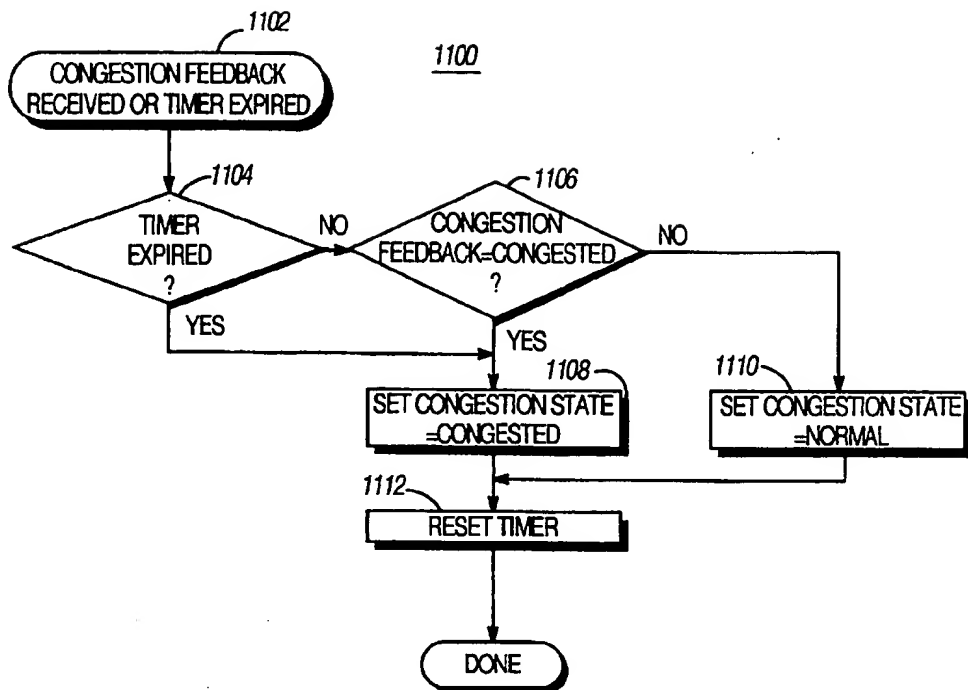 1102
1100
CONGESTION FEEDBACK
RECEIVED OR TIMER EXPIRED
1104
TIMER
EXPIRED
?
NO
1106
CONGESTION
FEEDBACK=CONGESTED
?
NO
YES
YES
1108
SET CONGESTION STATE
=CONGESTED
1110
SET CONGESTION STATE
=NORMAL
1112
RESET TIMER
DONE